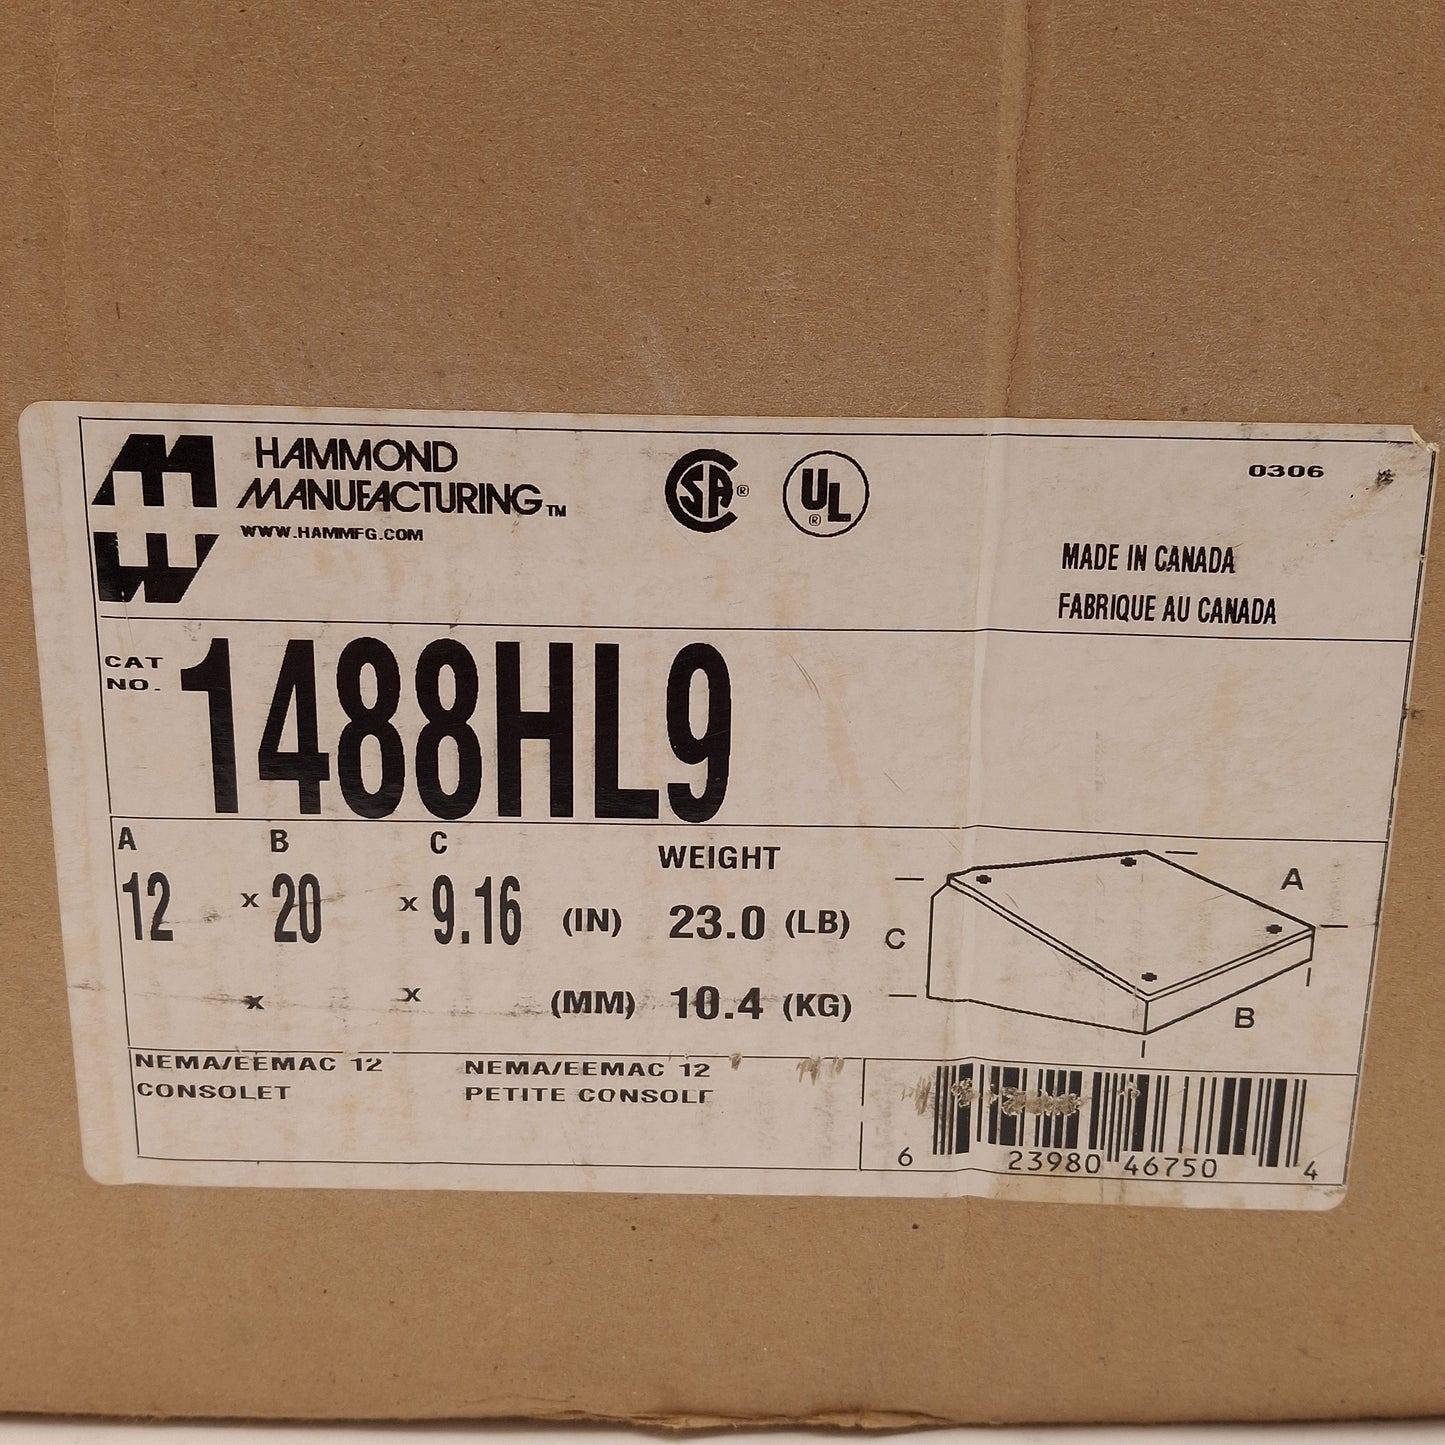 HAMMOND
MANUFACTURING™
WWW.HAMMFG.COM
SA®
UL®
0306
MADE IN CANADA
FABRIQUE AU CANADA
CAT NO. 1488HL9
A B C WEIGHT
12 x 20 x 9.16 (IN) 23.0 (LB)
x x (MM) 10.4 (KG)
A
C
B
NEMA/EEMAC 12
CONSOLET
NEMA/EEMAC 12
PETITE CONSOLE
6 23980 46750 4